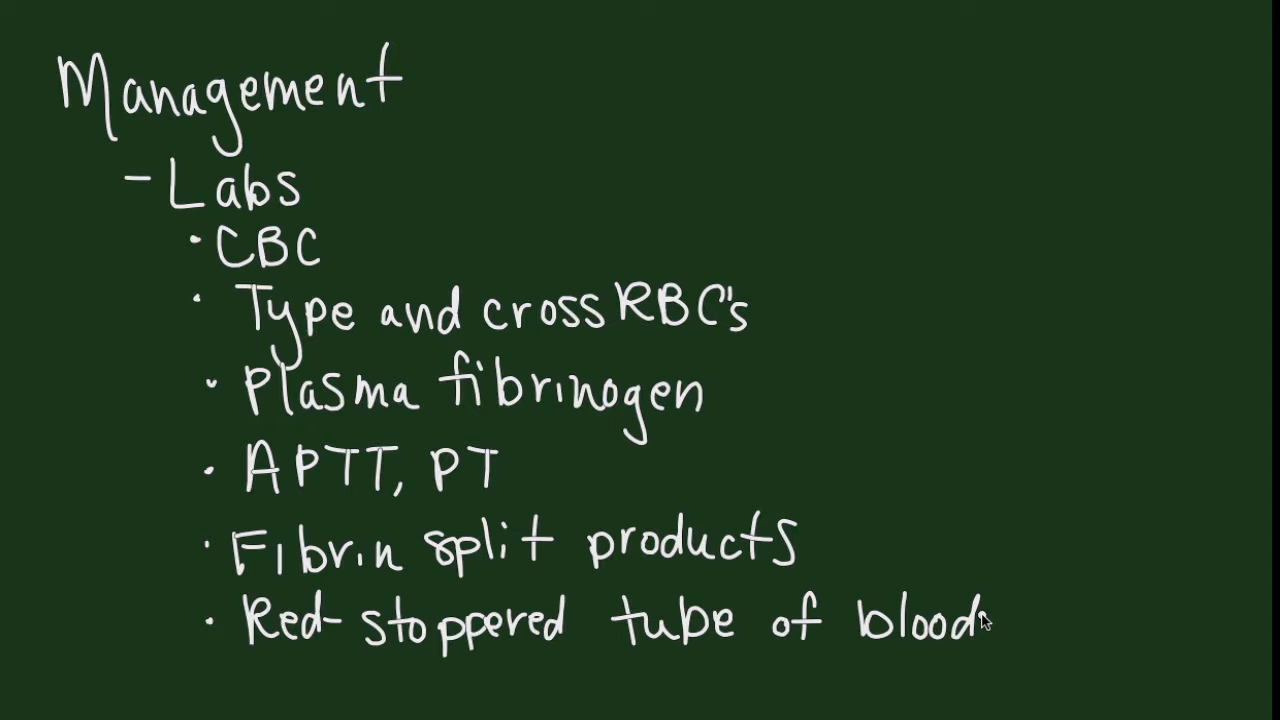 Management
- Labs
· CBC
· Type and cross RBC's
· Plasma fibrinogen
· APTT, PT
· Fibrin split products
· Red-stoppered tube of blood